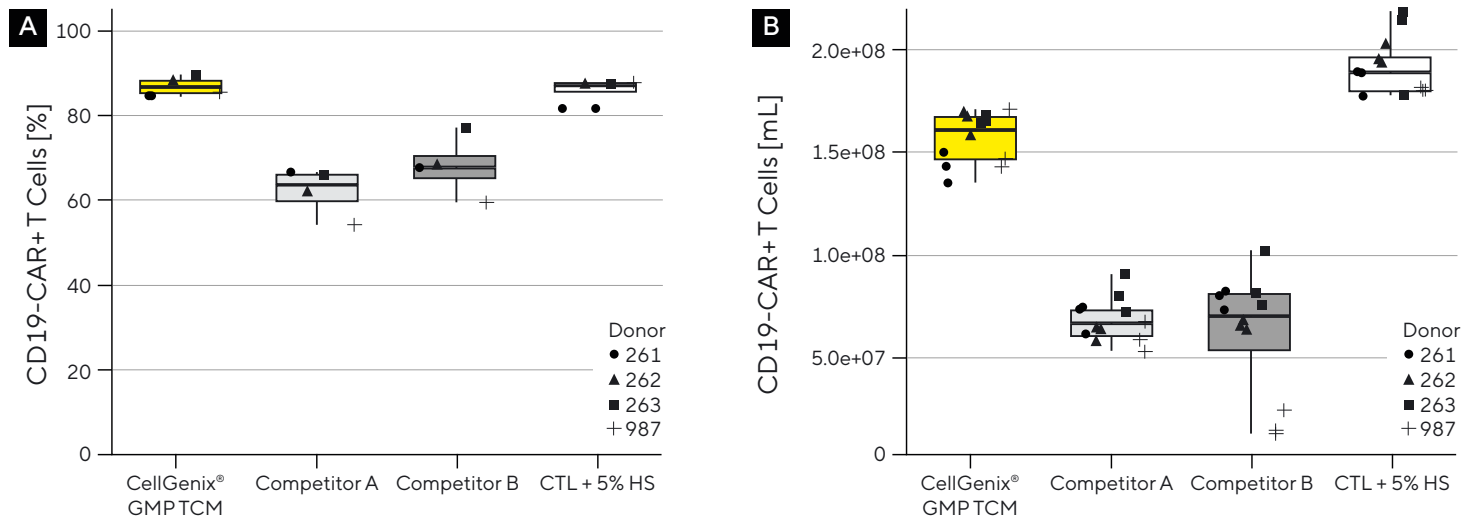 A
CD19-CAR+ T Cells [%]
100
80
60
40
20
0
Donor
261
262
263
987
CellGenix®
GMP TCM
Competitor A
Competitor B
CTL + 5% HS
B
CD19-CAR+ T Cells [mL]
2.0e+08
1.5e+08
1.0e+08
5.0e+07
0
Donor
261
262
263
987
CellGenix®
GMP TCM
Competitor A
Competitor B
CTL + 5% HS